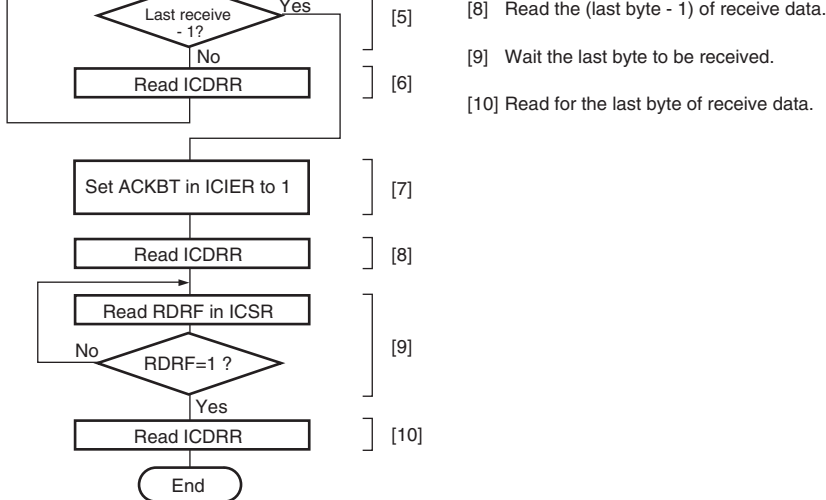 Last receive
- 1?
Yes
[5]
No
Read ICDRR
[6]
Set ACKBT in ICIER to 1
[7]
Read ICDRR
[8]
Read RDRF in ICSR
No
RDRF=1 ?
[9]
Yes
Read ICDRR
[10]
End
[8] Read the (last byte - 1) of receive data.
[9] Wait the last byte to be received.
[10] Read for the last byte of receive data.